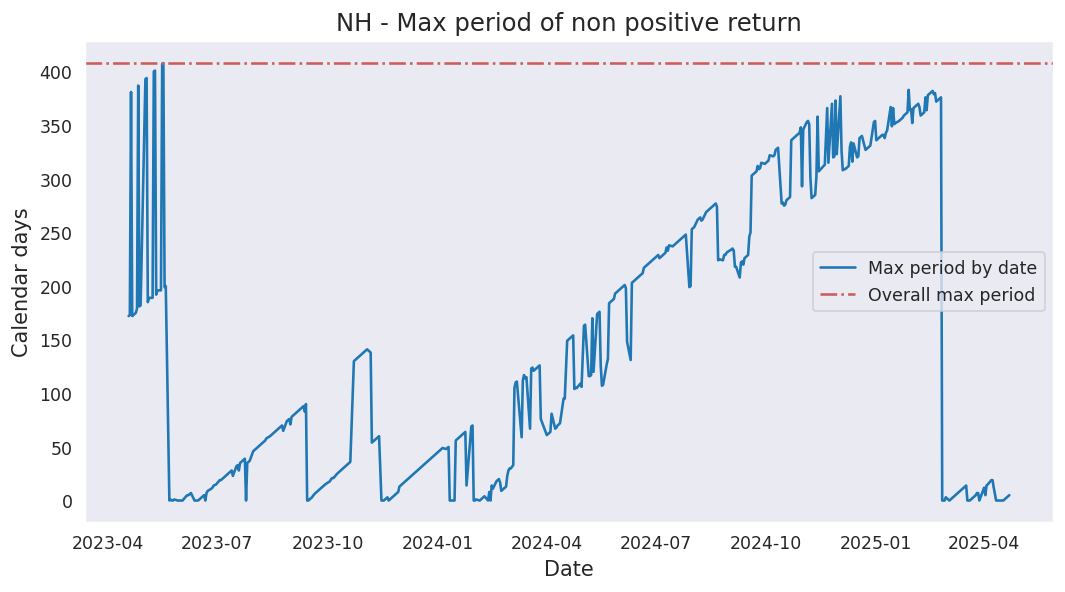 NH - Max period of non positive return
Calendar days
400
350
300
250
200
150
100
50
0
Max period by date
Overall max period
2023-04 2023-07 2023-10 2024-01 2024-04 2024-07 2024-10 2025-01 2025-04
Date